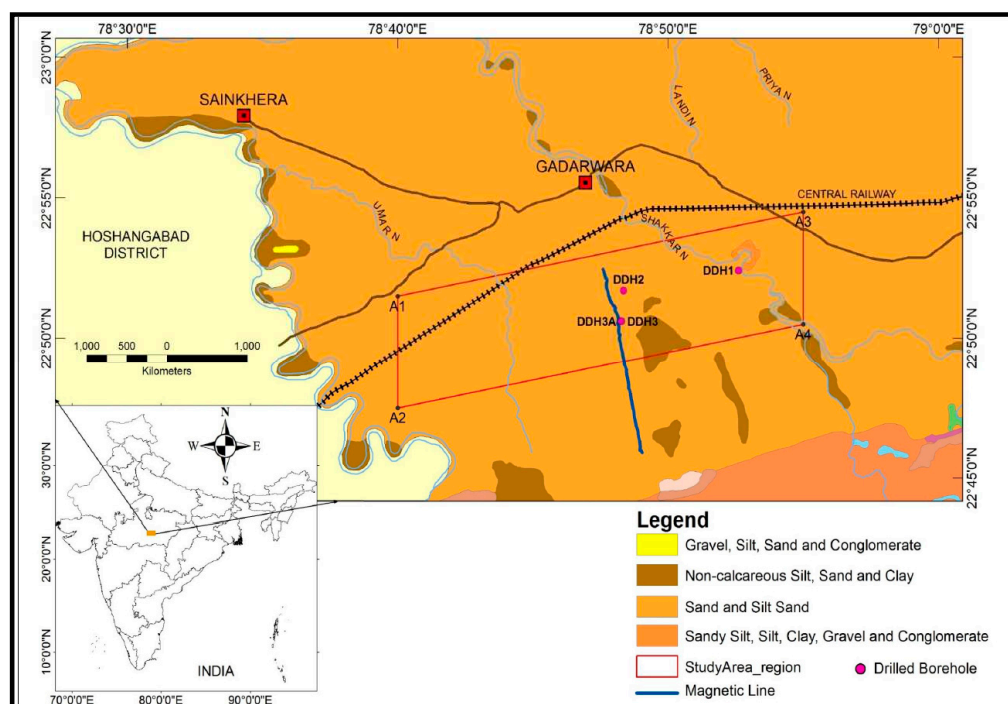 78°30'0"E 78°40'0"E 78°50'0"E 79°0'0"E
23°0'0"N
23°0'0"N
SAINKHERA
LANDI N
PRIYA N
GADARWARA
22°55'0"N
22°55'0"N
CENTRAL RAILWAY
UMAIR N
SHAKKAR N
HOSHANGABAD
DISTRICT
A3
DDH1
DDH2
A1
DDH3A DDH3
A4
22°50'0"N
22°50'0"N
1,000 500 0 1,000
Kilometers
A2
N
W E
S
22°45'0"N
30°0'0"N
20°0'0"N
10°0'0"N
INDIA
70°0'0"E 80°0'0"E 90°0'0"E
Legend
Gravel, Silt, Sand and Conglomerate
Non-calcareous Silt, Sand and Clay
Sand and Silt Sand
Sandy Silt, Silt, Clay, Gravel and Conglomerate
StudyArea_region Drilled Borehole
Magnetic Line